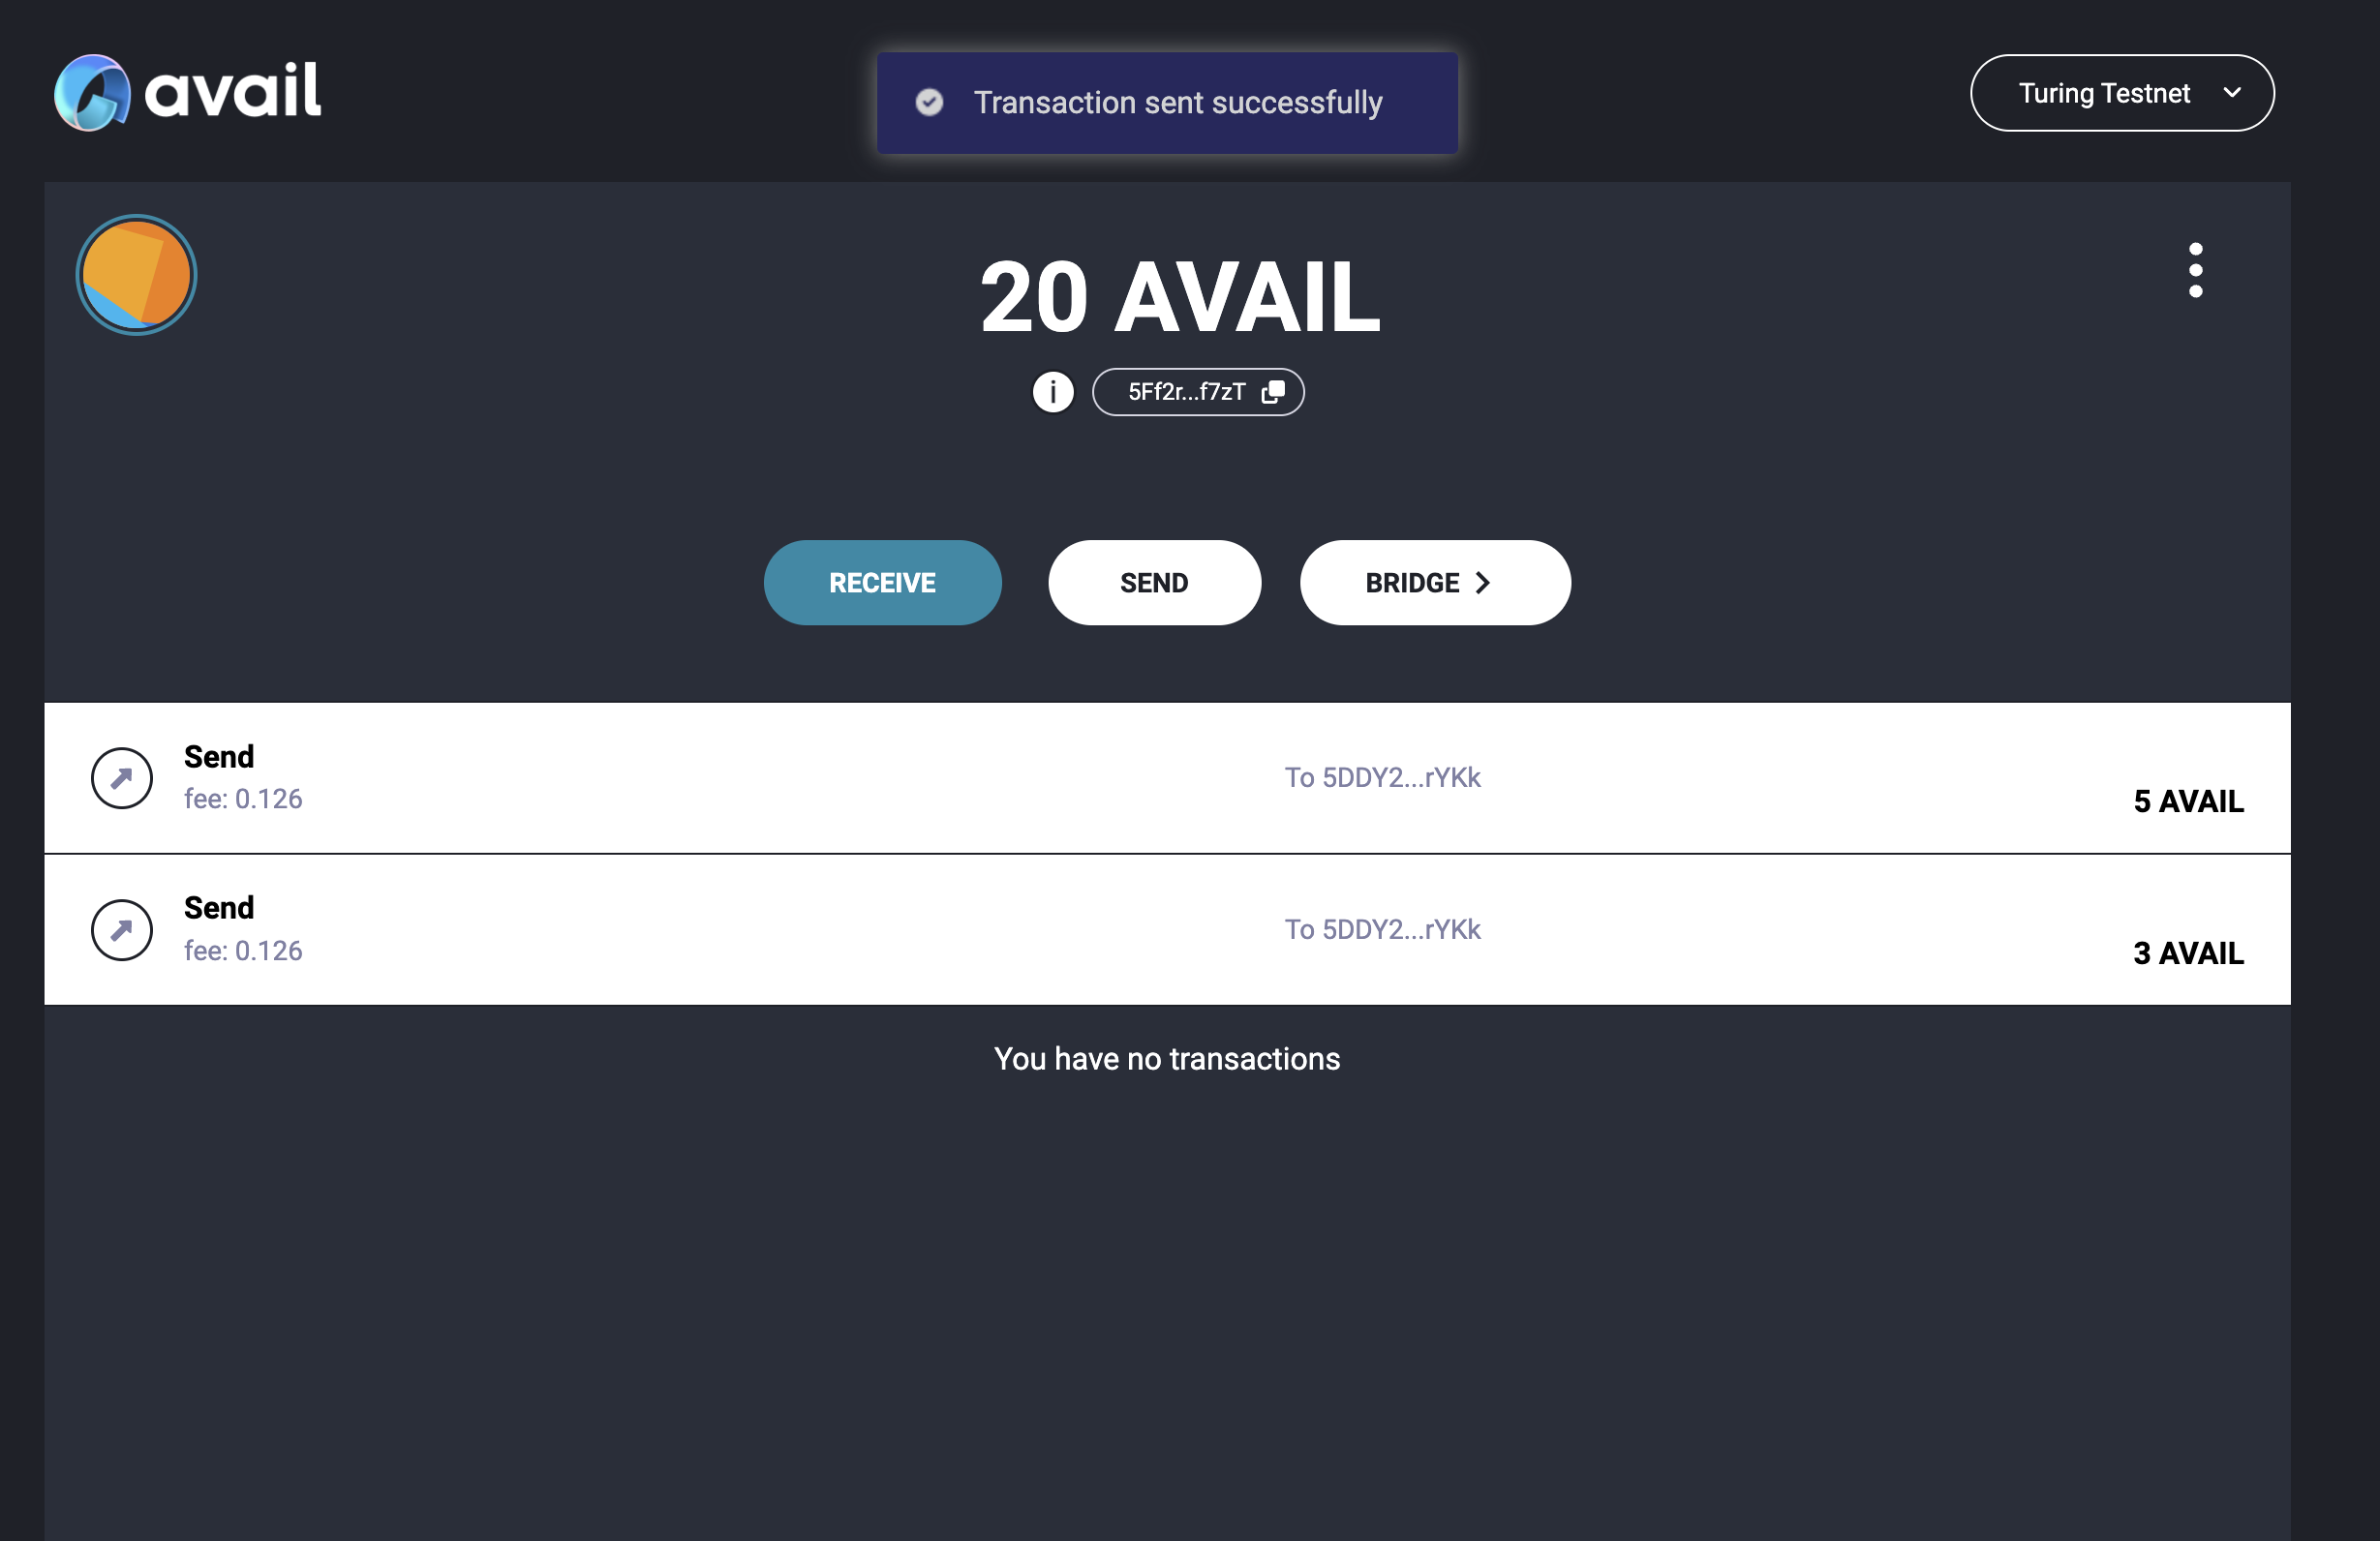 avail
Transaction sent successfully
Turing Testnet
20 AVAIL
i
5Ff2r...f7zT
RECEIVE
SEND
BRIDGE
Send
fee: 0.126
To 5DDY2...rYKk
5 AVAIL
Send
fee: 0.126
To 5DDY2...rYKk
3 AVAIL
You have no transactions